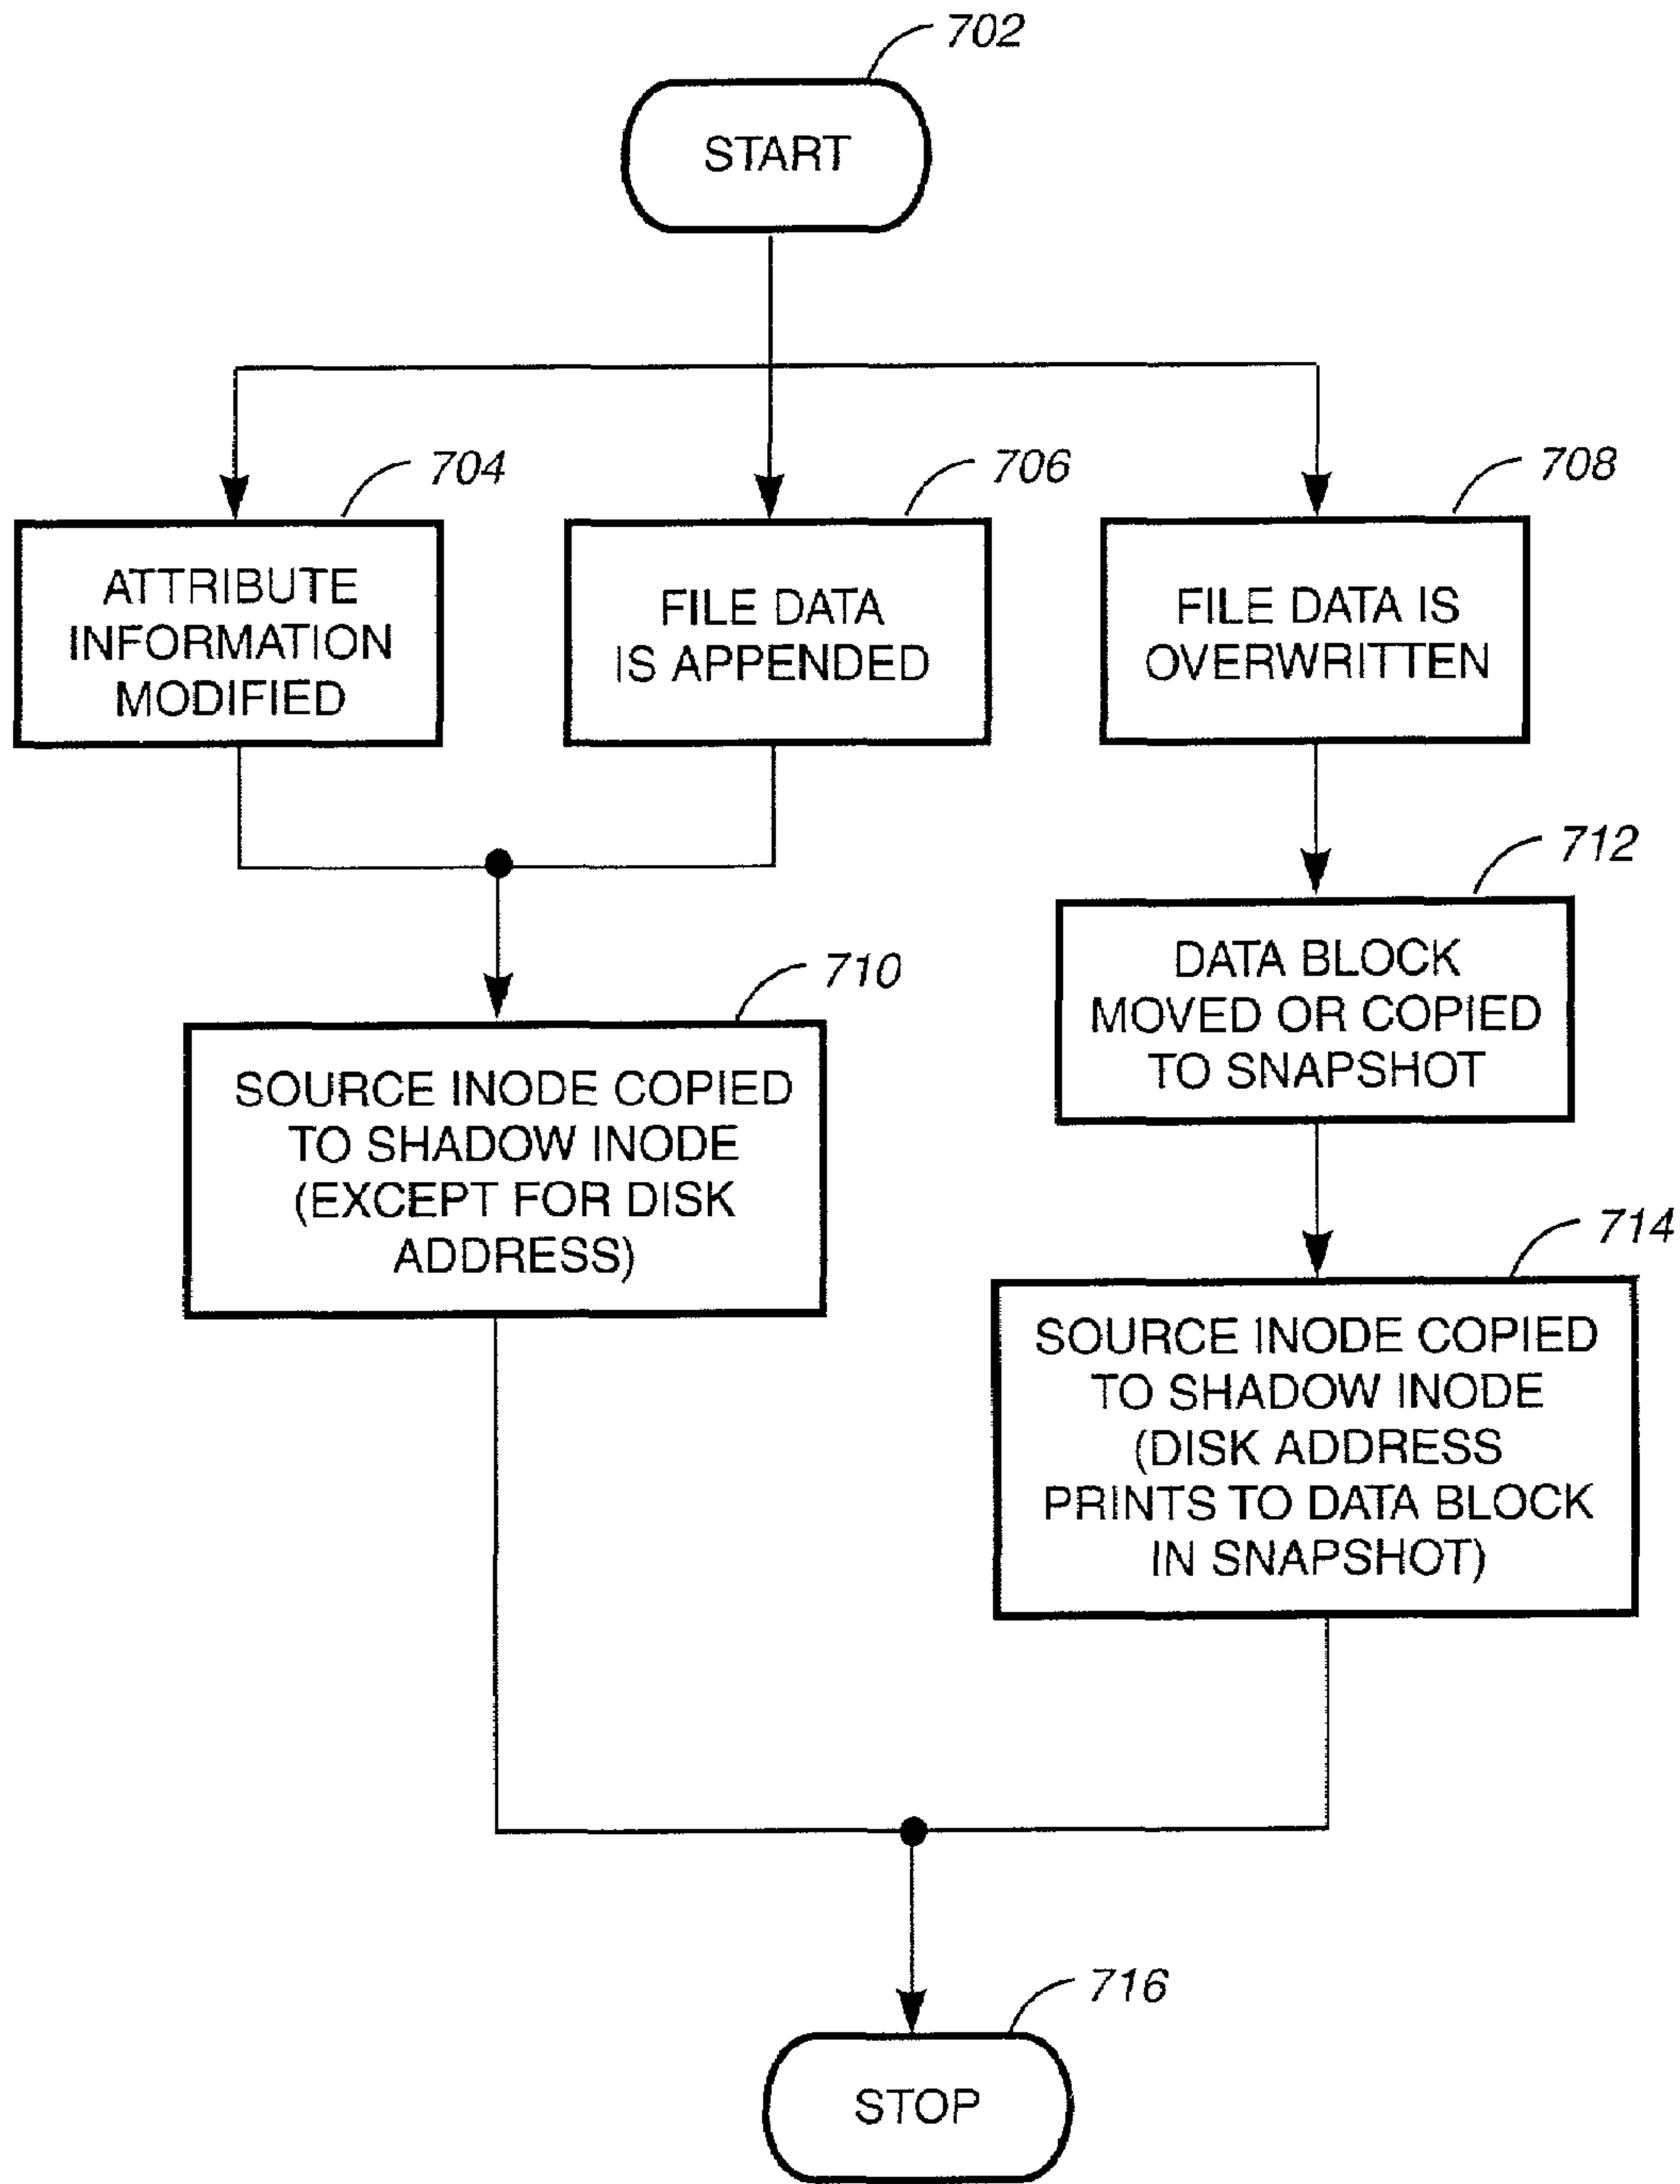 702
START
704
ATTRIBUTE
INFORMATION
MODIFIED
706
FILE DATA
IS APPENDED
708
FILE DATA IS
OVERWRITTEN
712
DATA BLOCK
MOVED OR COPIED
TO SNAPSHOT
710
SOURCE INODE COPIED
TO SHADOW INODE
(EXCEPT FOR DISK
ADDRESS)
714
SOURCE INODE COPIED
TO SHADOW INODE
(DISK ADDRESS
PRINTS TO DATA BLOCK
IN SNAPSHOT)
716
STOP